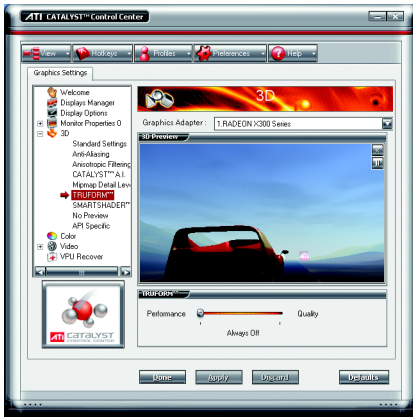 ATI CATALYST™ Control Center
View Hotkeys Profiles Preferences Help
Graphics Settings
Welcome
Displays Manager
Display Options
Monitor Properties 0
3D
Standard Settings
Anti-Aliasing
Anisotropic Filtering
CATALYST™ A.I.
Mipmap Detail Leve
TRUFORM™
SMARTSHADER™
No Preview
API Specific
Color
Video
VPU Recover
ATI CATALYST
CONTROL CENTER
3D
Graphics Adapter : 1.RADEON X300 Series
3D Preview
TRUFORM™
Performance Quality
Always Off
Done Apply Discard Defaults